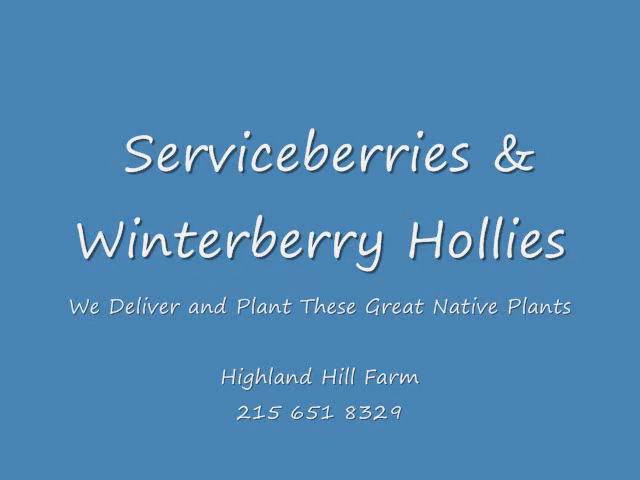 Serviceberries &
Winterberry Hollies
We Deliver and Plant These Great Native Plants
Highland Hill Farm
215 651 8329